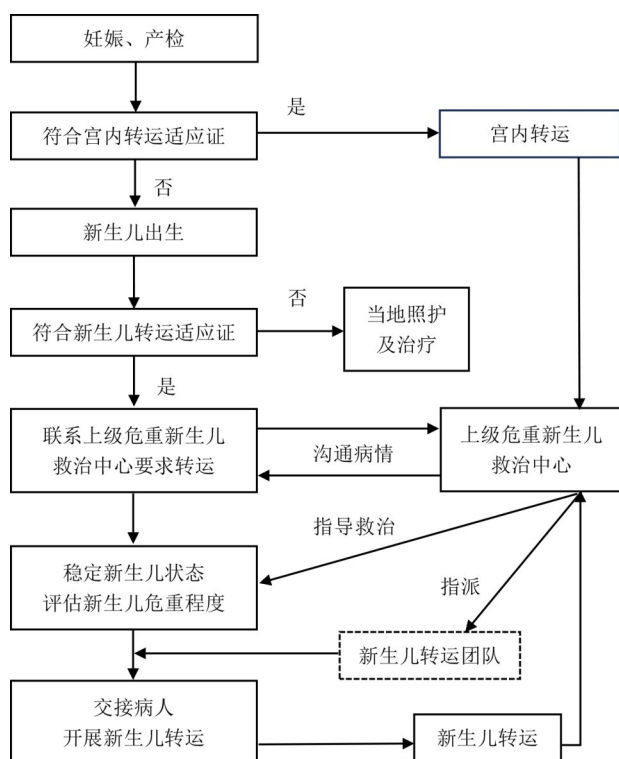 妊娠、产检
符合宫内转运适应证
是
宫内转运
否
新生儿出生
符合新生儿转运适应证
否
当地照护
及治疗
是
联系上级危重新生儿
救治中心要求转运
沟通病情
上级危重新生儿
救治中心
指导救治
稳定新生儿状态
评估新生儿危重程度
指派
新生儿转运团队
交接病人
开展新生儿转运
新生儿转运